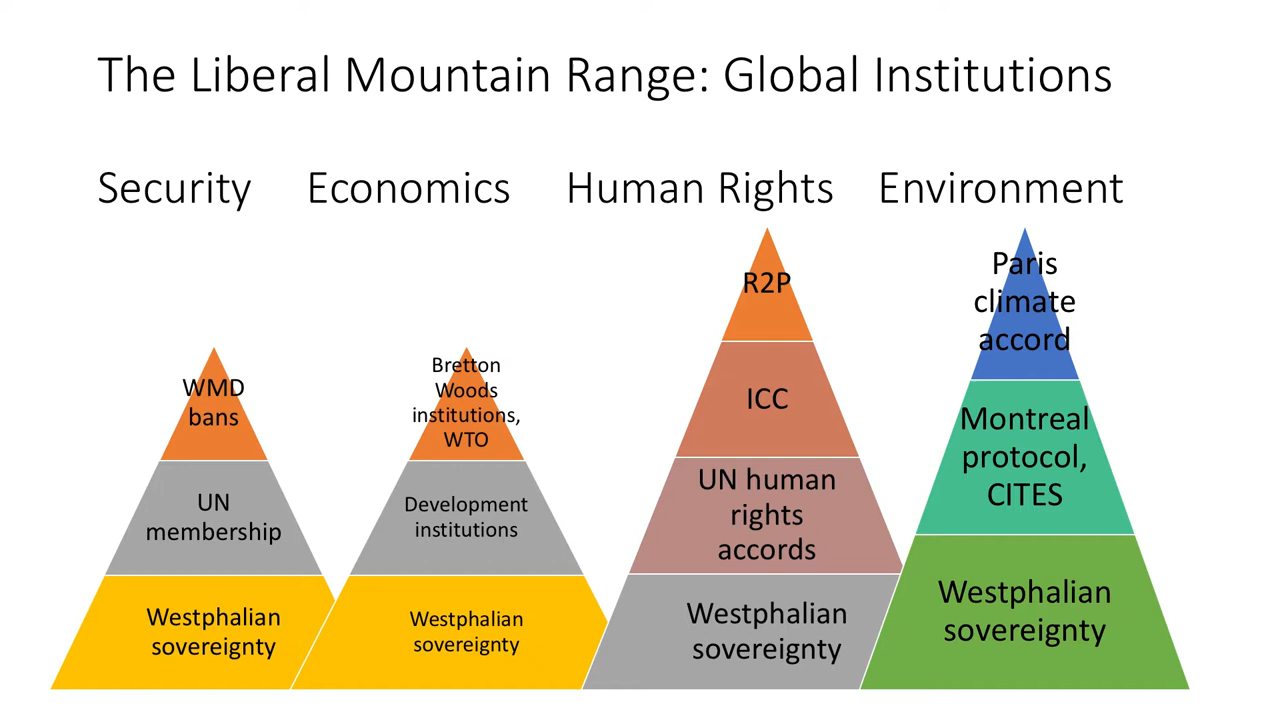 The Liberal Mountain Range: Global Institutions
Security
Economics
Human Rights
Environment
WMD
bans
UN
membership
Westphalian
sovereignty
Bretton
Woods
institutions,
WTO
Development
institutions
Westphalian
sovereignty
R2P
ICC
UN human
rights
accords
Westphalian
sovereignty
Paris
climate
accord
Montreal
protocol,
CITES
Westphalian
sovereignty